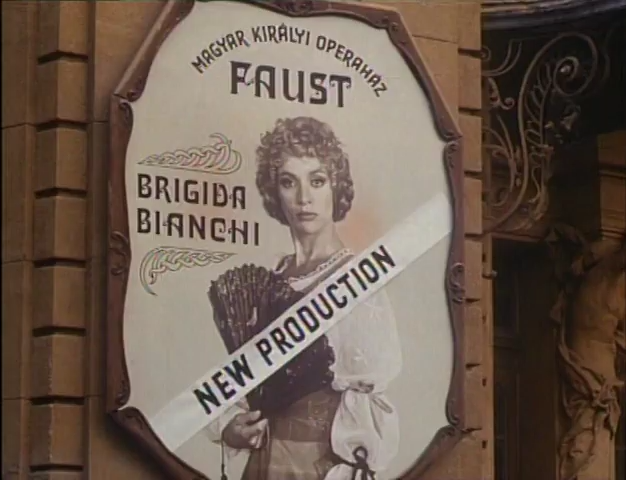 MAGYAR KIRÁLYI OPERAHÁZ
FAUST
BRIGIDA
BIANCHI
NEW PRODUCTION